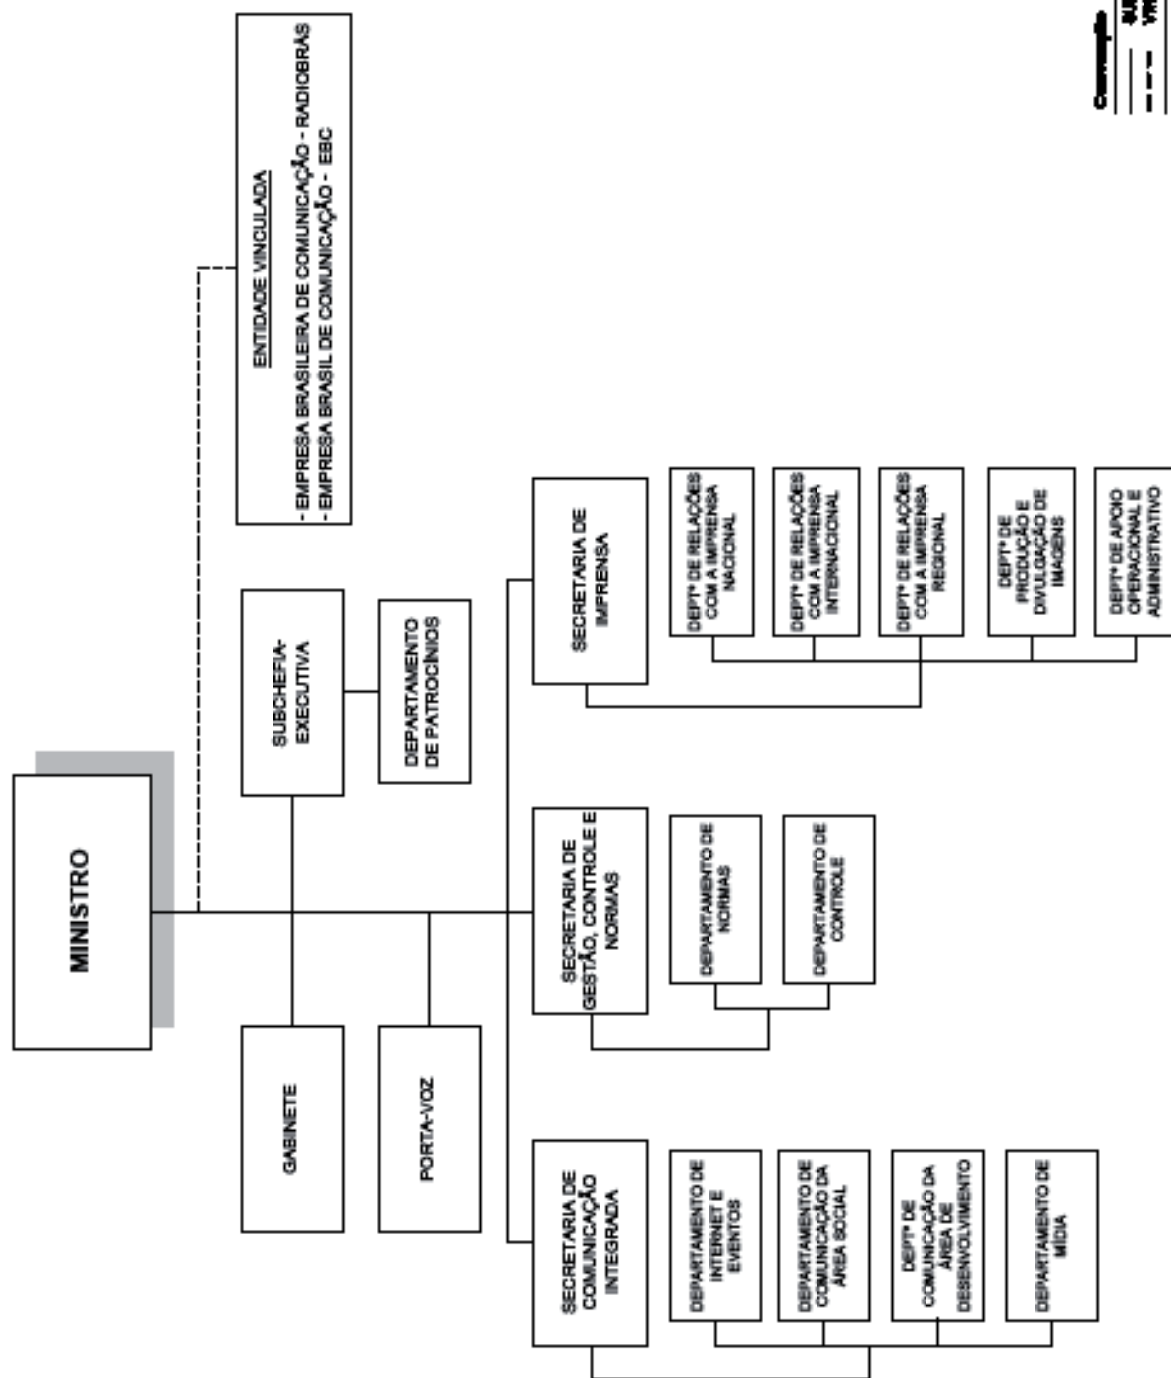 MINISTRO
ENTIDADE VINCULADA
- EMPRESA BRASILEIRA DE COMUNICAÇÃO - RADIOBRÁS
- EMPRESA BRASIL DE COMUNICAÇÃO - EBC
GABINETE
SUBCHEFIA-
EXECUTIVA
PORTA-VOZ
DEPARTAMENTO
DE PATROCÍNIOS
SECRETARIA DE
COMUNICAÇÃO
INTEGRADA
DEPARTAMENTO DE
INTERNET E
EVENTOS
DEPARTAMENTO DE
COMUNICAÇÃO DA
ÁREA SOCIAL
DEPTº DE
COMUNICAÇÃO DA
ÁREA DE
DESENVOLVIMENTO
DEPARTAMENTO DE
MÍDIA
SECRETARIA DE
GESTÃO, CONTROLE E
NORMAS
DEPARTAMENTO DE
NORMAS
DEPARTAMENTO DE
CONTROLE
SECRETARIA DE
IMPRENSA
DEPTº DE RELAÇÕES
COM A IMPRENSA
NACIONAL
DEPTº DE RELAÇÕES
COM A IMPRENSA
INTERNACIONAL
DEPTº DE RELAÇÕES
COM A IMPRENSA
REGIONAL
DEPTº DE
PRODUÇÃO E
DIVULGAÇÃO DE
IMAGENS
DEPTº DE APOIO
OPERACIONAL E
ADMINISTRATIVO